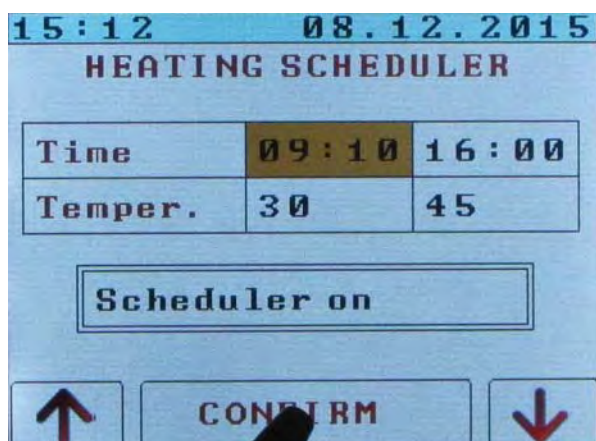 15:12 08.12.2015
HEATING SCHEDULER
Time 09:10 16:00
Temper. 30 45
Scheduler on
CONFIRM